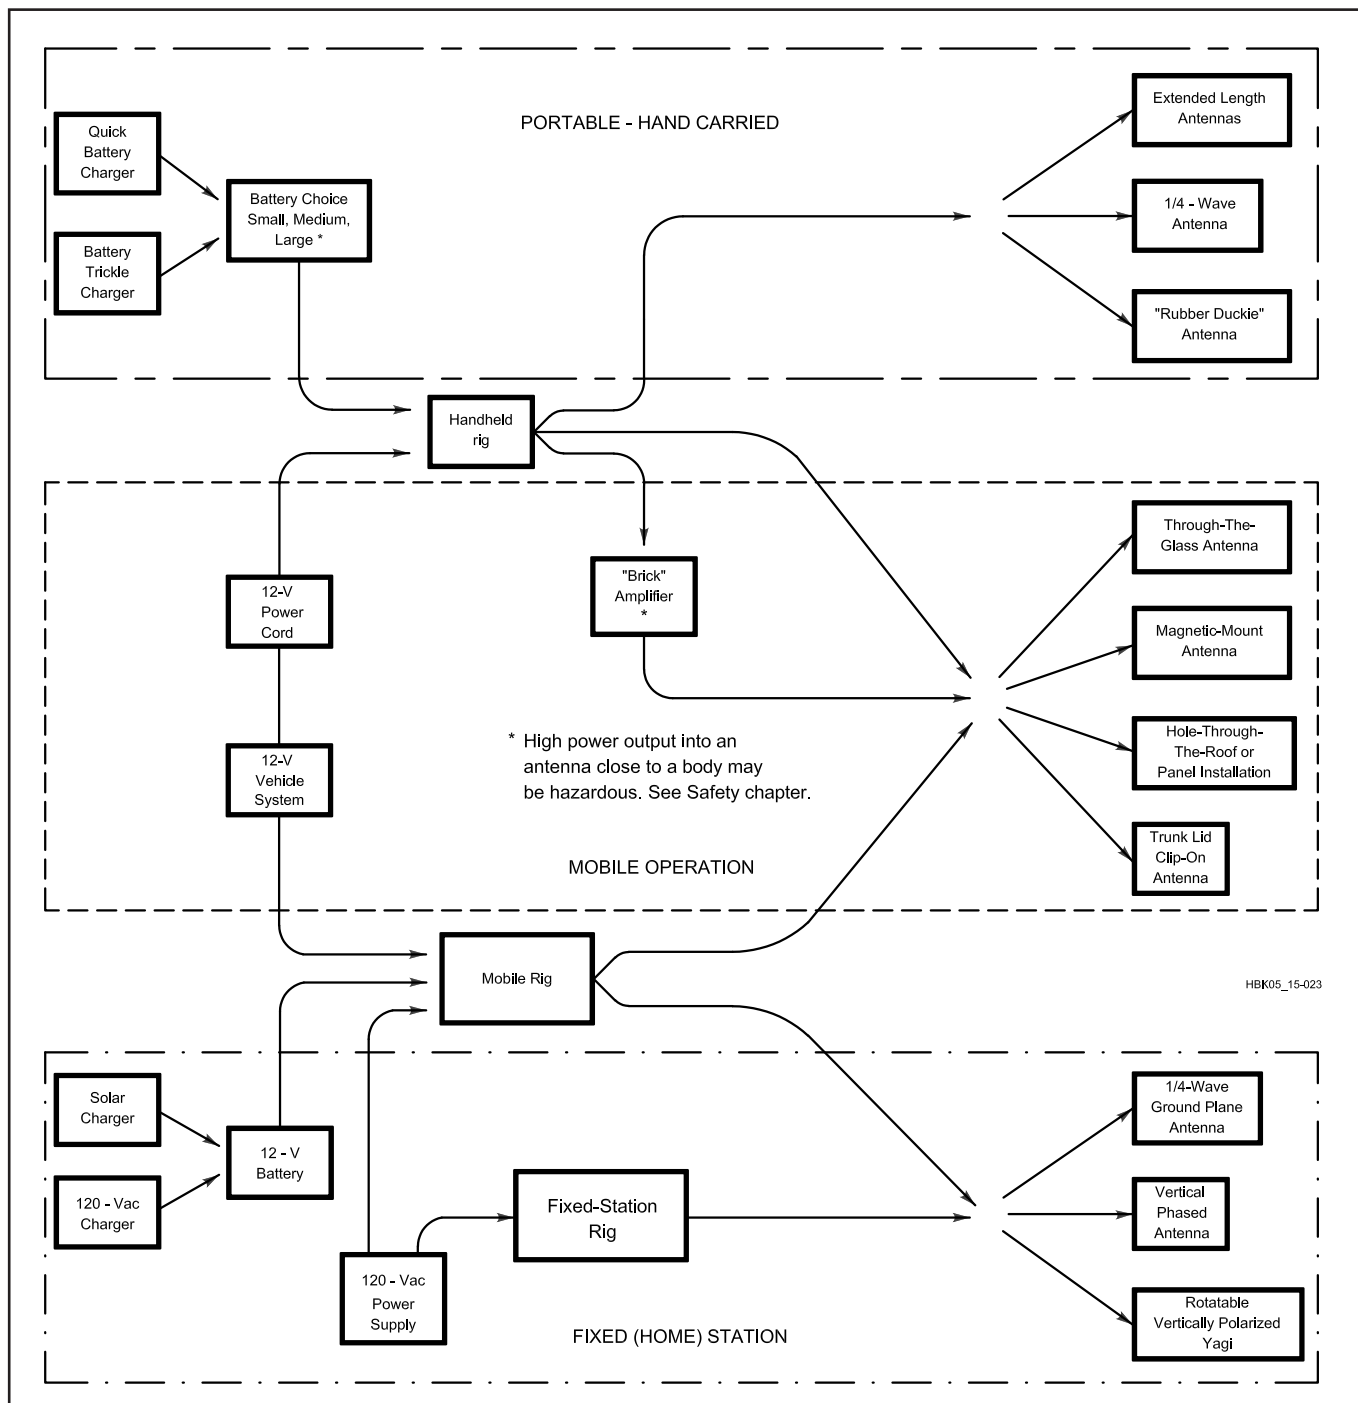 PORTABLE - HAND CARRIED
Quick
Battery
Charger
Battery
Trickle
Charger
Battery Choice
Small, Medium,
Large *
Extended Length
Antennas
1/4 - Wave
Antenna
"Rubber Duckie"
Antenna
Handheld
rig
12-V
Power
Cord
12-V
Vehicle
System
"Brick"
Amplifier
*
* High power output into an
antenna close to a body may
be hazardous. See Safety chapter.
MOBILE OPERATION
Through-The-
Glass Antenna
Magnetic-Mount
Antenna
Hole-Through-
The-Roof or
Panel Installation
Trunk Lid
Clip-On
Antenna
Mobile Rig
HBK05_15-023
Solar
Charger
120 - Vac
Charger
12 - V
Battery
120 - Vac
Power
Supply
Fixed-Station
Rig
FIXED (HOME) STATION
1/4-Wave
Ground Plane
Antenna
Vertical
Phased
Antenna
Rotatable
Vertically Polarized
Yagi